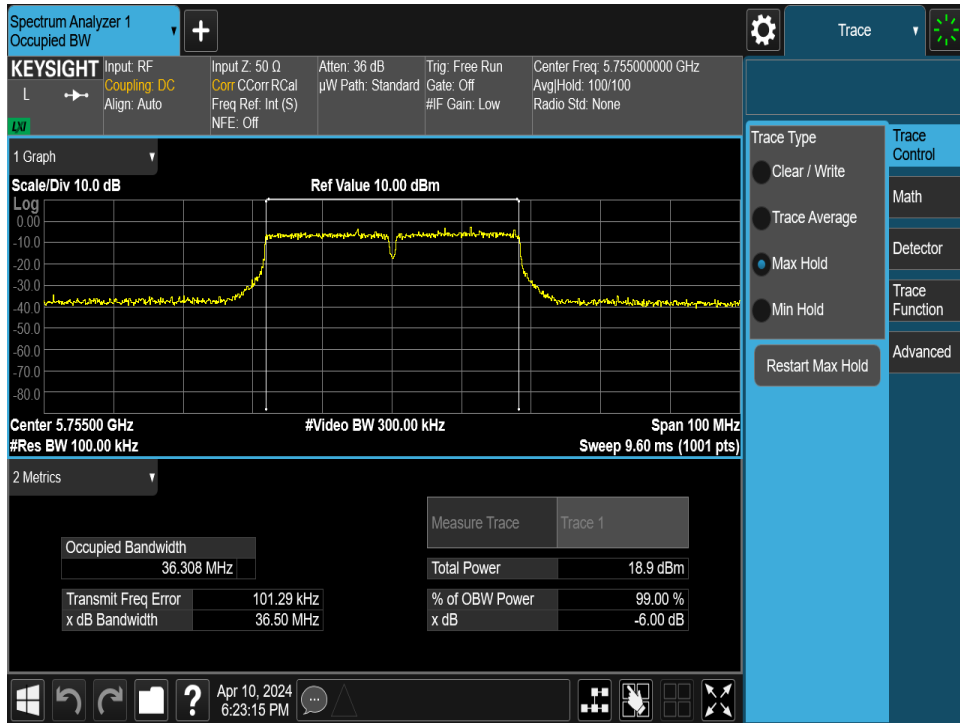 Spectrum Analyzer 1
Occupied BW
+
Trace
KEYSIGHT
L
LXI
Input: RF
Coupling: DC
Align: Auto
Input Z: 50 Ω
Corr CCorr RCal
Freq Ref: Int (S)
NFE: Off
Atten: 36 dB
µW Path: Standard
Trig: Free Run
Gate: Off
#IF Gain: Low
Center Freq: 5.755000000 GHz
Avg|Hold: 100/100
Radio Std: None
1 Graph
Scale/Div 10.0 dB
Ref Value 10.00 dBm
Log
0.00
-10.0
-20.0
-30.0
-40.0
-50.0
-60.0
-70.0
-80.0
Center 5.75500 GHz
#Video BW 300.00 kHz
Span 100 MHz
#Res BW 100.00 kHz
Sweep 9.60 ms (1001 pts)
2 Metrics
Measure Trace
Trace 1
Occupied Bandwidth
36.308 MHz
Total Power
18.9 dBm
Transmit Freq Error
101.29 kHz
% of OBW Power
99.00 %
x dB Bandwidth
36.50 MHz
x dB
-6.00 dB
Trace Type
Clear / Write
Trace Average
Max Hold
Min Hold
Restart Max Hold
Trace
Control
Math
Detector
Trace
Function
Advanced
?
Apr 10, 2024
6:23:15 PM